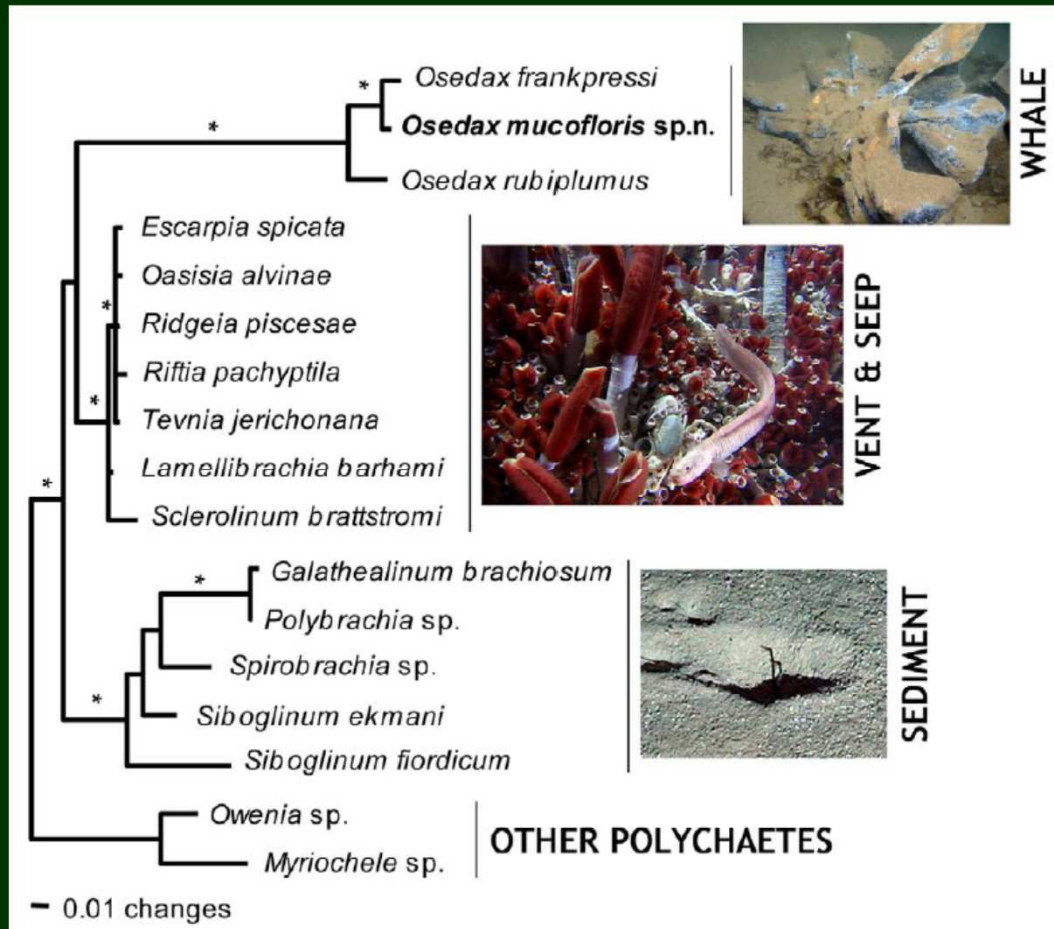 Osedax frankpressi
Osedax mucofloris sp.n.
Osedax rubiplumus
WHALE
Escarpia spicata
Oasisia alvinae
Ridgeia piscesae
Riftia pachyptila
Tevnia jerichonana
Lamellibrachia barhami
Sclerolinum brattstromi
VENT & SEEP
Galathealinum brachiosum
Polybrachia sp.
Spirobrachia sp.
Siboglinum ekmani
Siboglinum fiordicum
SEDIMENT
Owenia sp.
Myriochele sp.
OTHER POLYCHAETES
0.01 changes